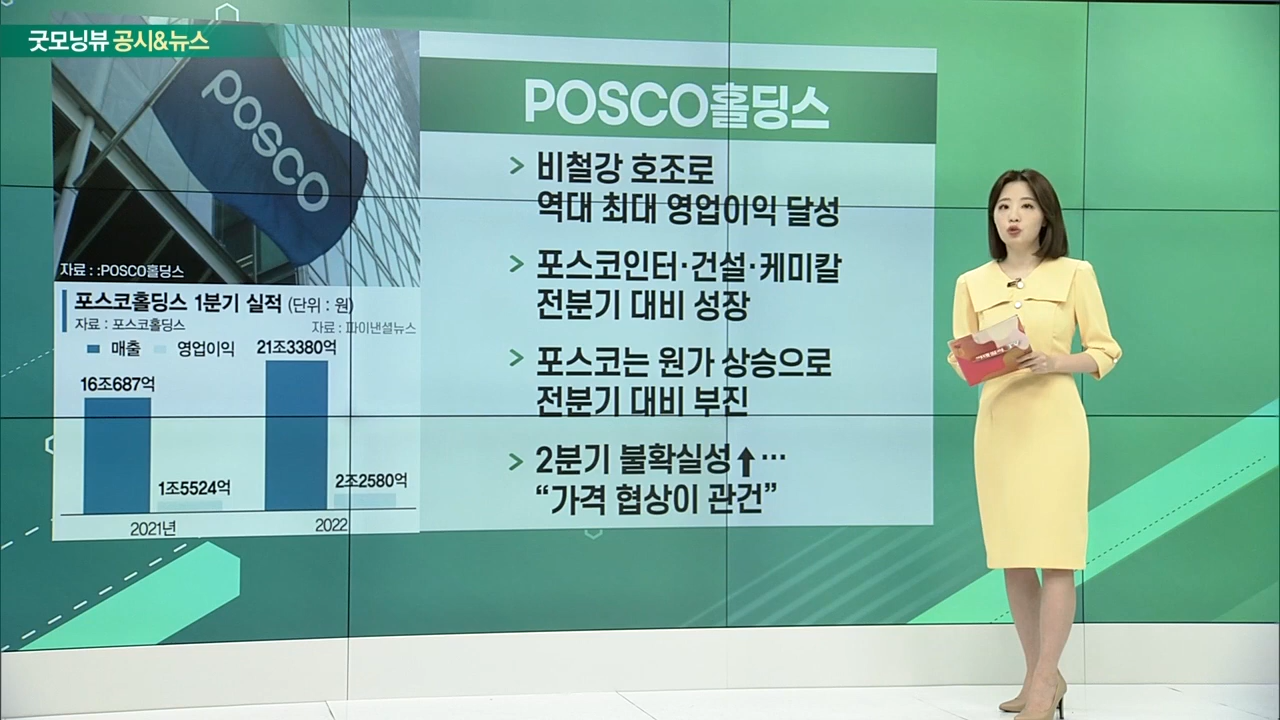 굿모닝뷰 공시&뉴스
posco
자료 : :POSCO홀딩스
포스코홀딩스 1분기 실적 (단위 : 원)
자료 : 포스코홀딩스
자료 : 파이낸셜뉴스
매출 영업이익
16조687억
1조5524억
21조3380억
2조2580억
2021년
2022
POSCO홀딩스
> 비철강 호조로
역대 최대 영업이익 달성
> 포스코인터·건설·케미칼
전분기 대비 성장
> 포스코는 원가 상승으로
전분기 대비 부진
> 2분기 불확실성↑…
“가격 협상이 관건”